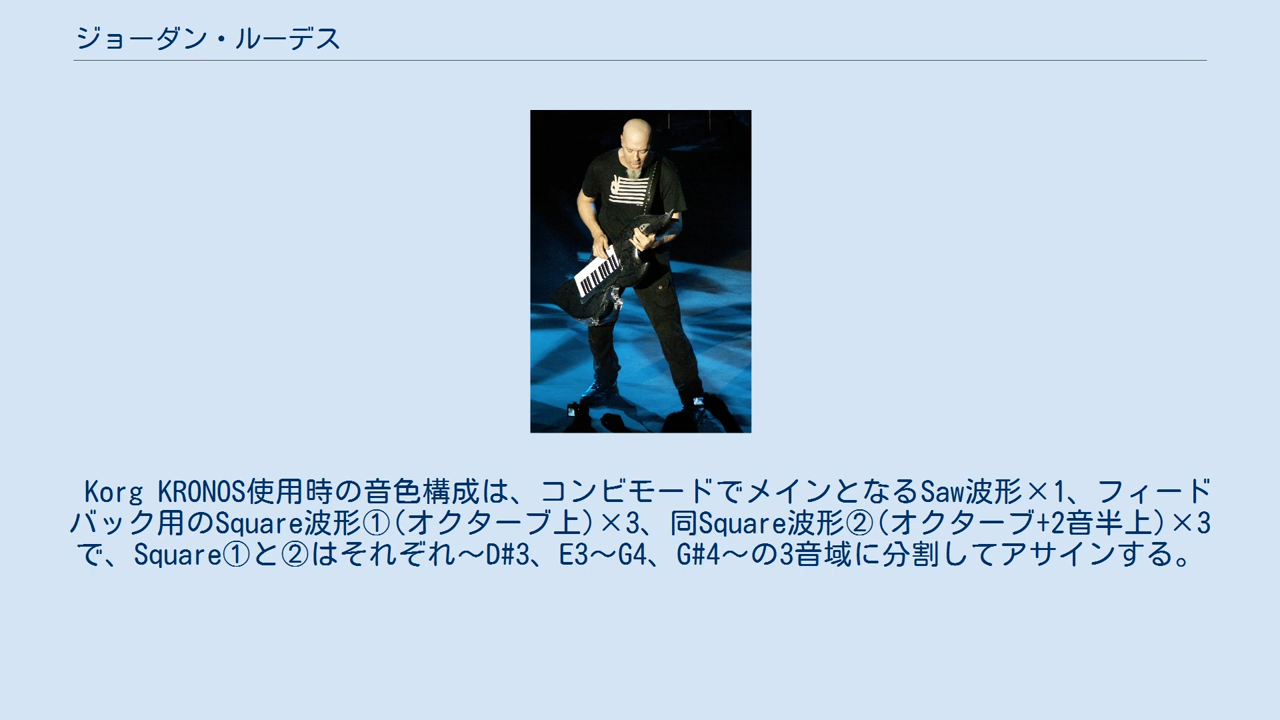 ジョーダン・ルーデス
Korg KRONOS使用時の音色構成は、コンビモードでメインとなるSaw波形×1、フィード
バック用のSquare波形①(オクターブ上)×3、同Square波形②(オクターブ+2音半上)×3
で、Square①と②はそれぞれ～D#3、E3～G4、G#4～の3音域に分割してアサインする。